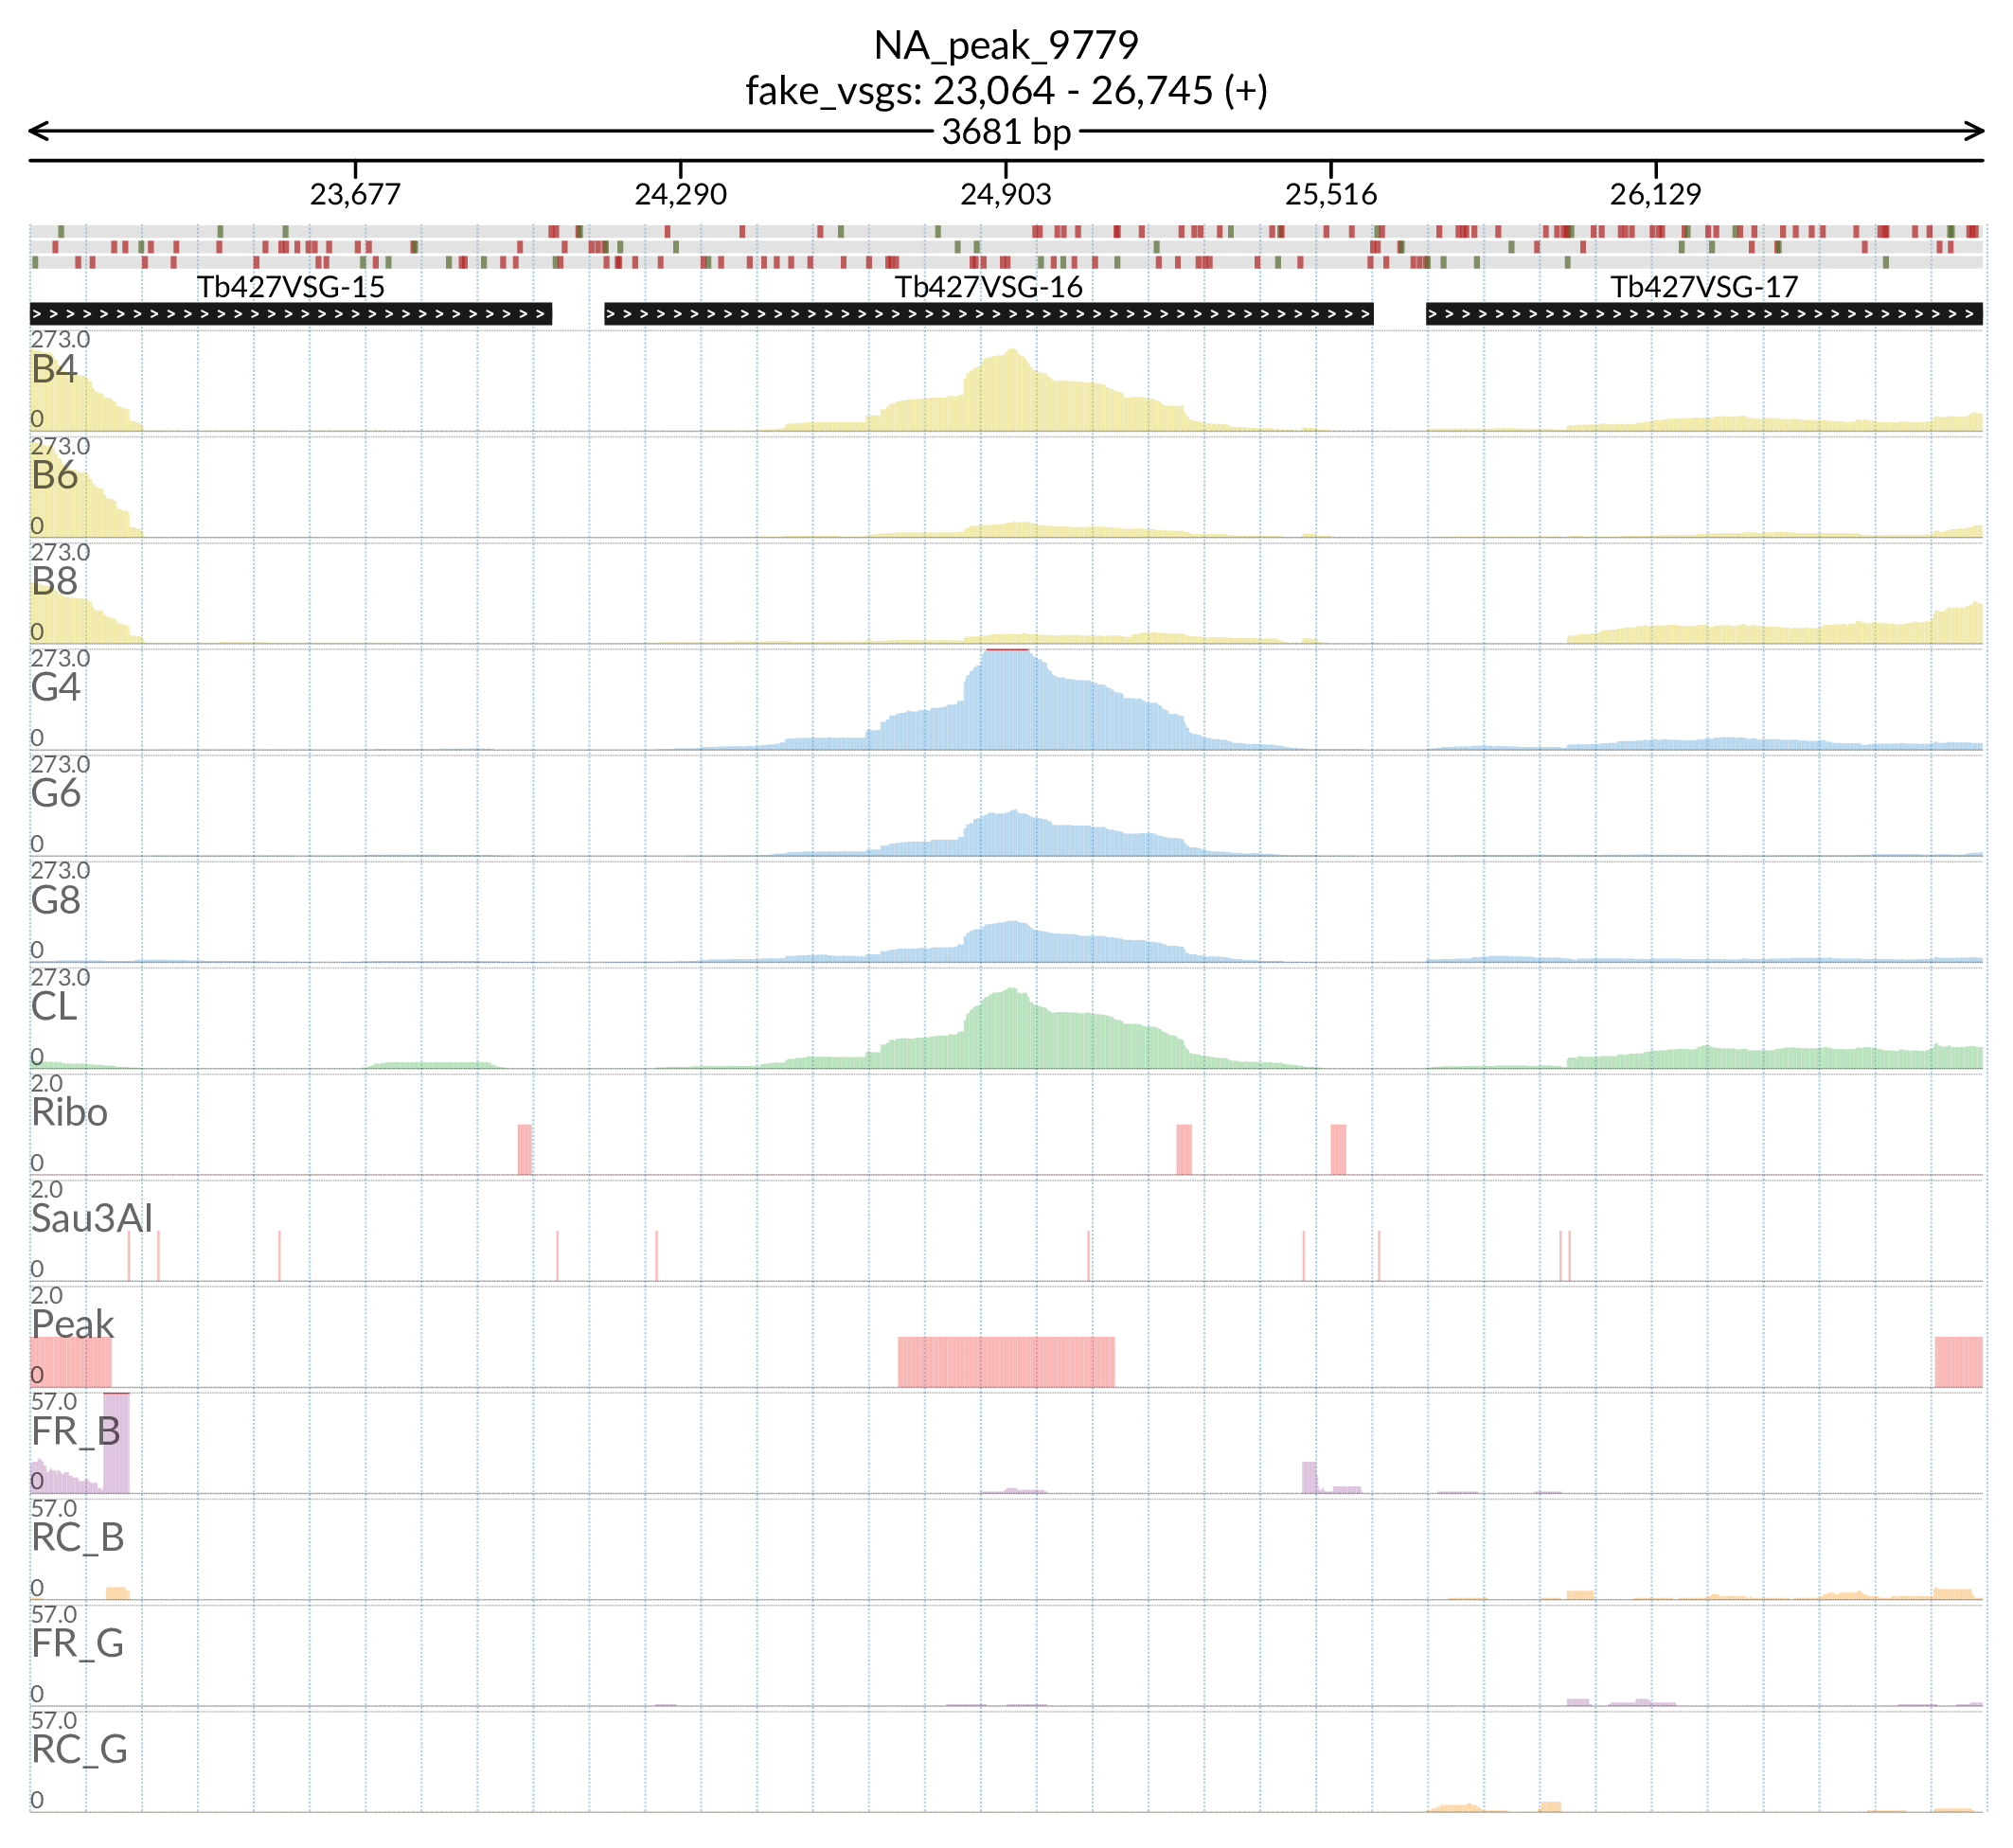 NA_peak_9779
fake_vsgs: 23,064 - 26,745 (+)
3681 bp
23,677 24,290 24,903 25,516 26,129
Tb427VSG-15 Tb427VSG-16 Tb427VSG-17
273.0
B4
0
273.0
B6
0
273.0
B8
0
273.0
G4
0
273.0
G6
0
273.0
G8
0
273.0
CL
0
2.0
Ribo
0
2.0
Sau3AI
0
2.0
Peak
0
57.0
FR_B
0
57.0
RC_B
0
57.0
FR_G
0
57.0
RC_G
0